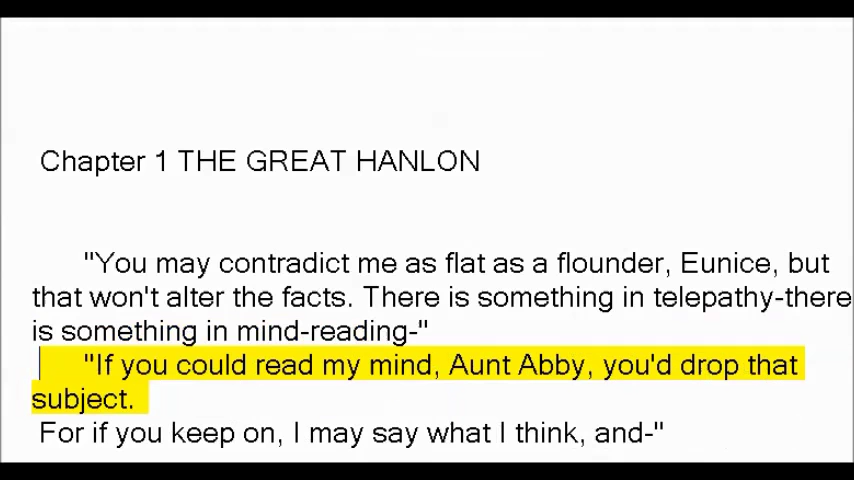 Chapter 1 THE GREAT HANLON
"You may contradict me as flat as a flounder, Eunice, but
that won't alter the facts. There is something in telepathy-there
is something in mind-reading-"
"If you could read my mind, Aunt Abby, you'd drop that
subject.
For if you keep on, I may say what I think, and-"